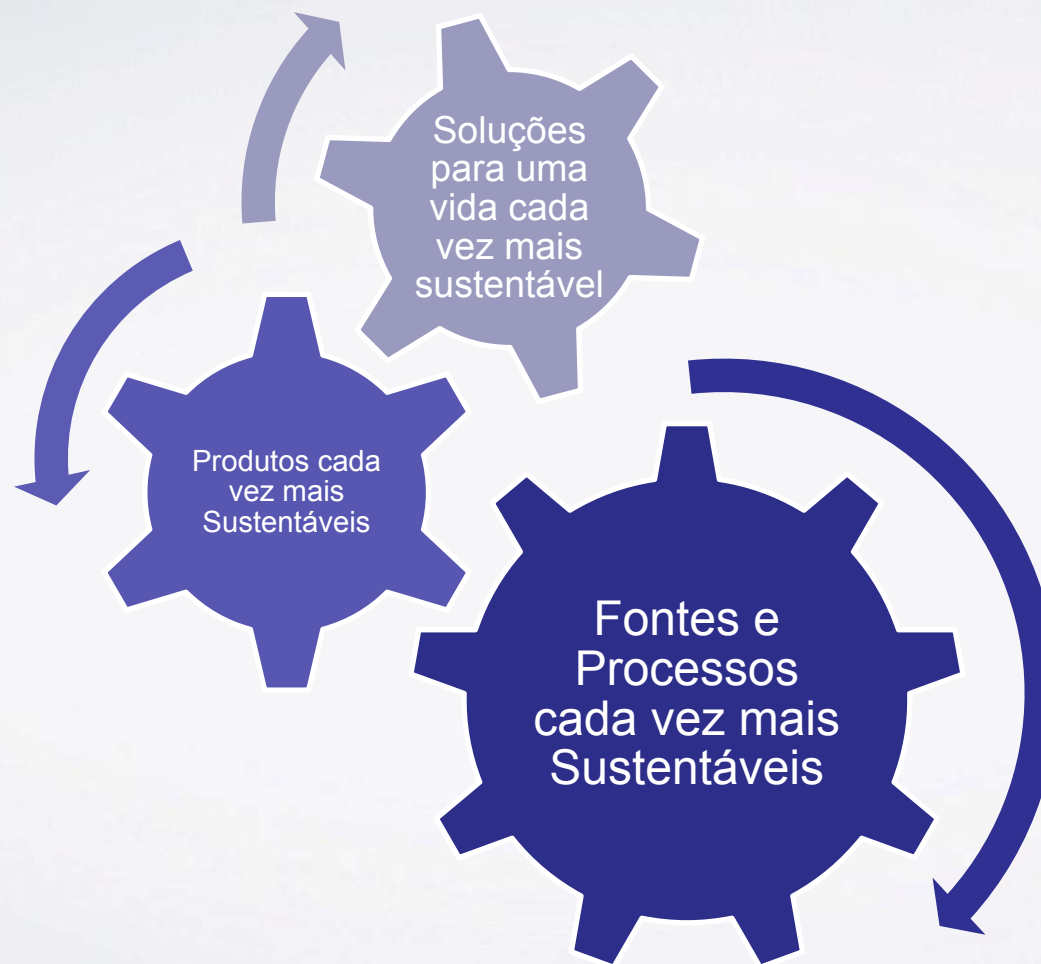 Soluções
para uma
vida cada
vez mais
sustentável
Produtos cada
vez mais
Sustentáveis
Fontes e
Processos
cada vez mais
Sustentáveis